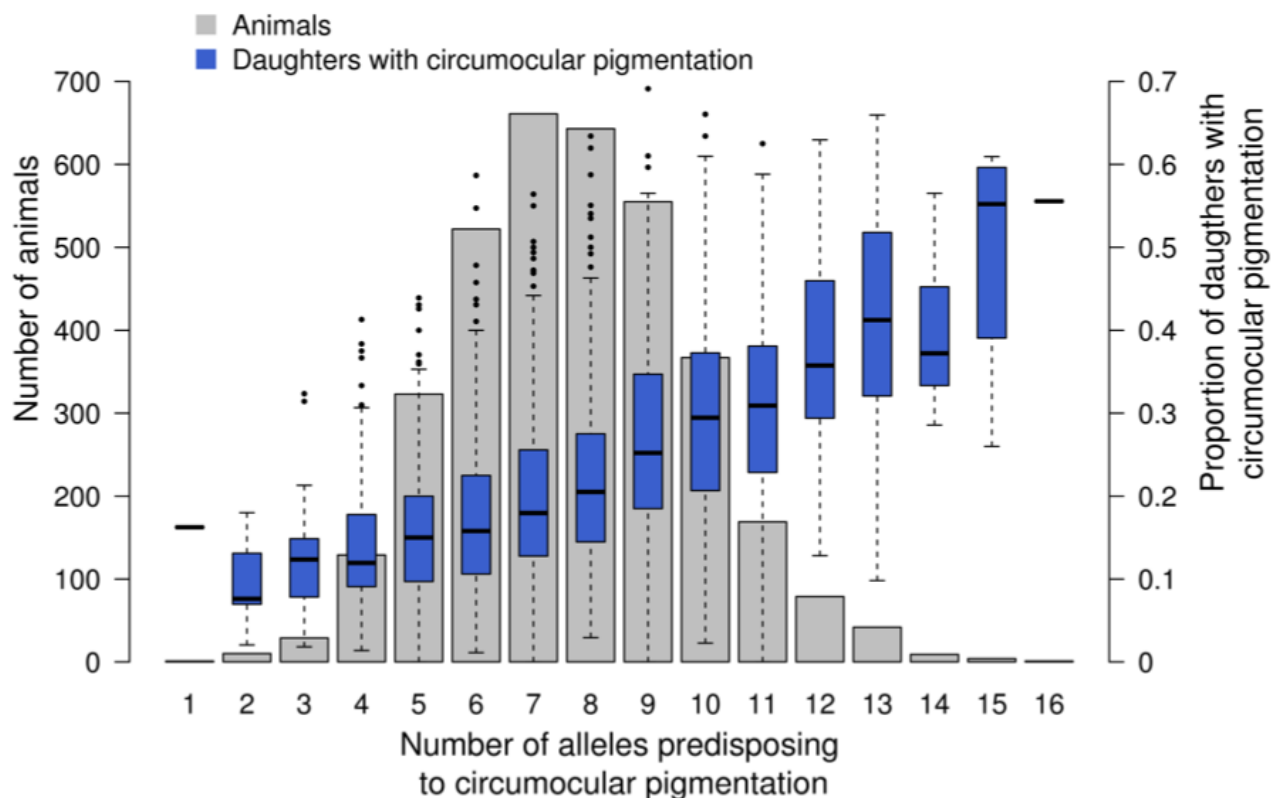 Animals
Daughters with circumocular pigmentation
700
600
500
400
300
200
100
0
Number of animals
0.7
0.6
0.5
0.4
0.3
0.2
0.1
0
Proportion of daugthers with
circumocular pigmentation
1 2 3 4 5 6 7 8 9 10 11 12 13 14 15 16
Number of alleles predisposing
to circumocular pigmentation